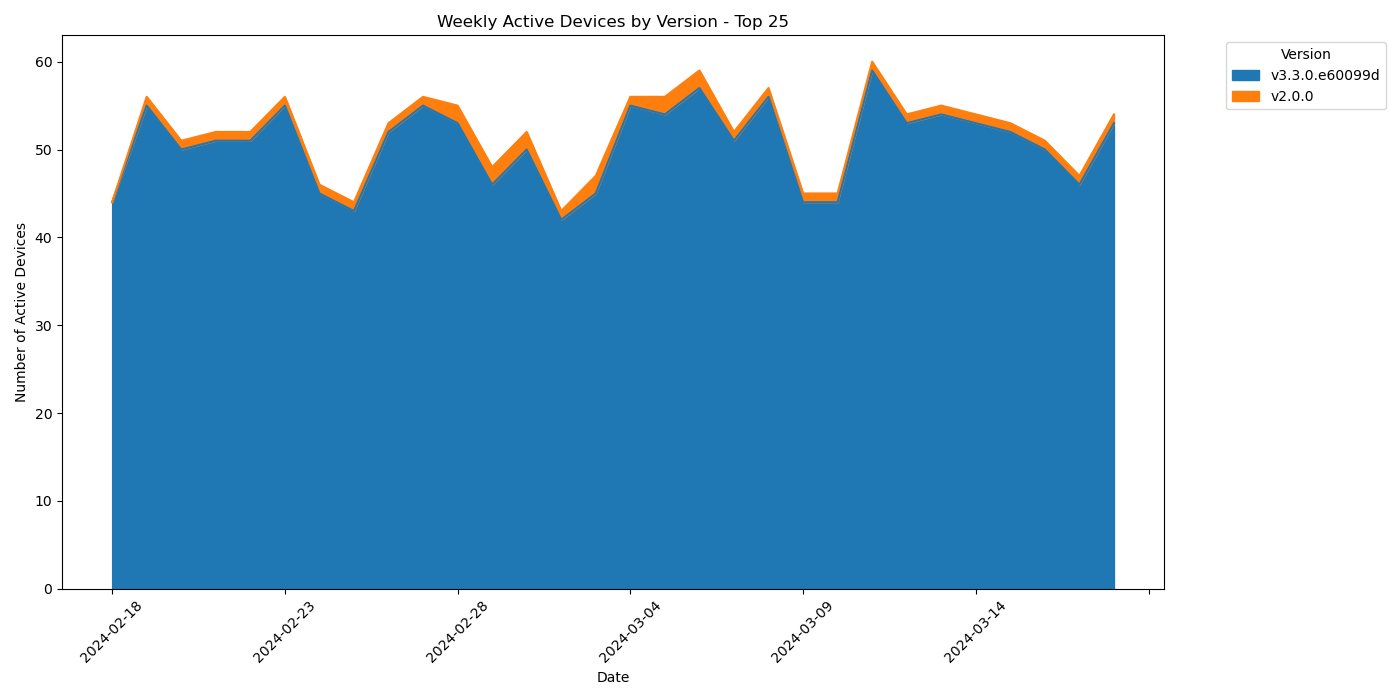 Weekly Active Devices by Version - Top 25
Version
v3.3.0.e60099d
v2.0.0
Number of Active Devices
60
50
40
30
20
10
0
2024-02-18
2024-02-23
2024-02-28
2024-03-04
2024-03-09
2024-03-14
Date